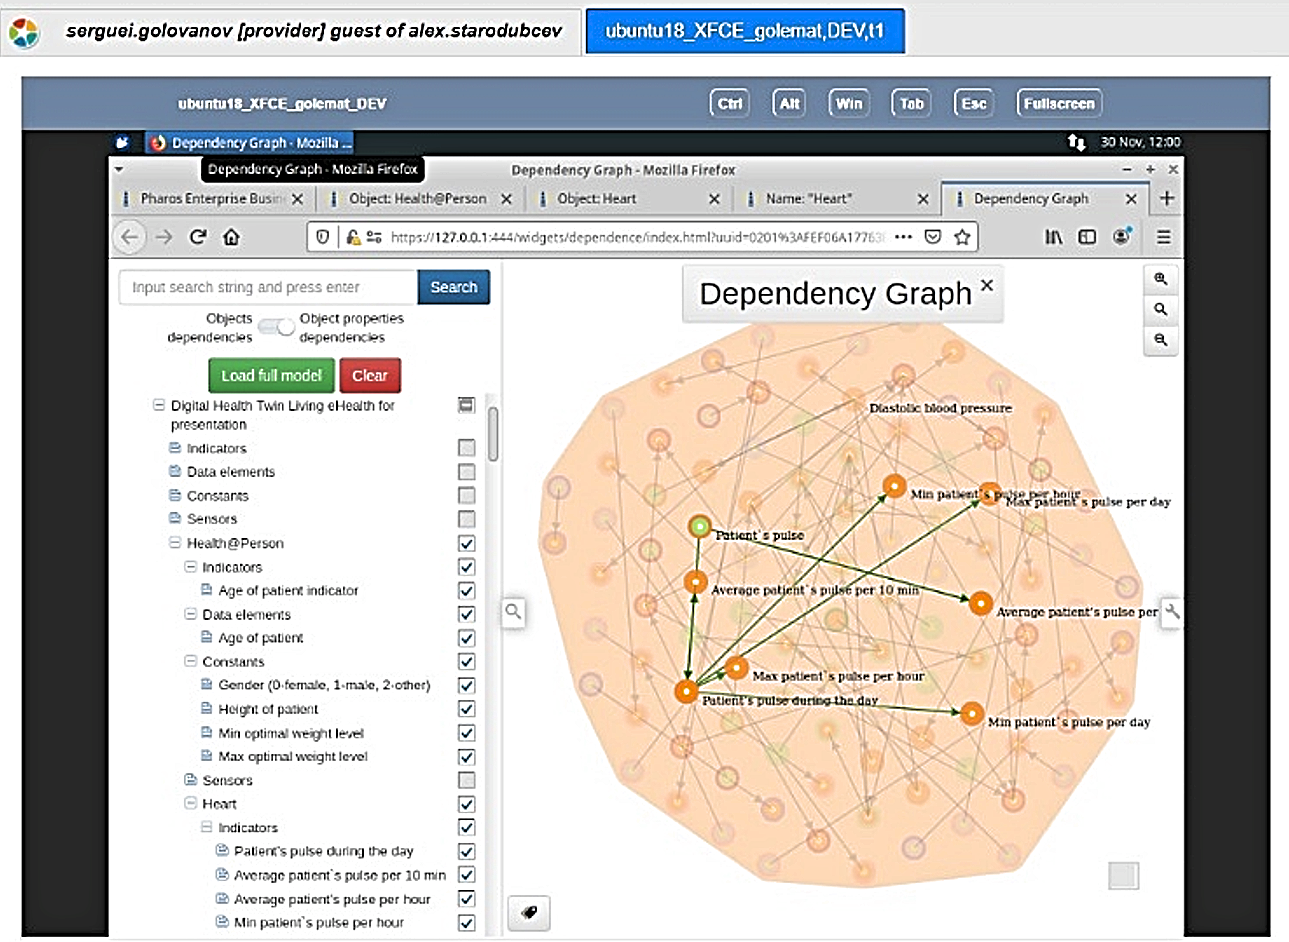 serguei.golovanov [provider] guest of alex.starodubcev
ubuntu18_XFCE_golemat,DEV,t1
ubuntu18_XFCE_golemat_DEV
Ctrl Alt Win Tab Esc Fullscreen
Dependency Graph - Mozilla ...
30 Nov, 12:00
Dependency Graph - Mozilla Firefox
Dependency Graph - Mozilla Firefox
Pharos Enterprise Busin
Object: Health@Person
Object: Heart
Name: "Heart"
Dependency Graph
https://127.0.0.1:444/widgets/dependence/index.html?uuid=0201%3AFEF06A17763
Input search string and press enter
Search
Objects dependencies
Object properties dependencies
Load full model
Clear
Digital Health Twin Living eHealth for
presentation
Indicators
Data elements
Constants
Sensors
Health@Person
Indicators
Age of patient indicator
Data elements
Age of patient
Constants
Gender (0-female, 1-male, 2-other)
Height of patient
Min optimal weight level
Max optimal weight level
Sensors
Heart
Indicators
Patient's pulse during the day
Average patient`s pulse per 10 min
Average patient's pulse per hour
Min patient`s pulse per hour
Dependency Graph
Diastolic blood pressure
Min patient`s pulse per hour
Max patient`s pulse per day
Patient`s pulse
Average patient`s pulse per 10 min
Average patient's pulse per
Max patient`s pulse per hour
Patient's pulse during the day
Min patient`s pulse per day